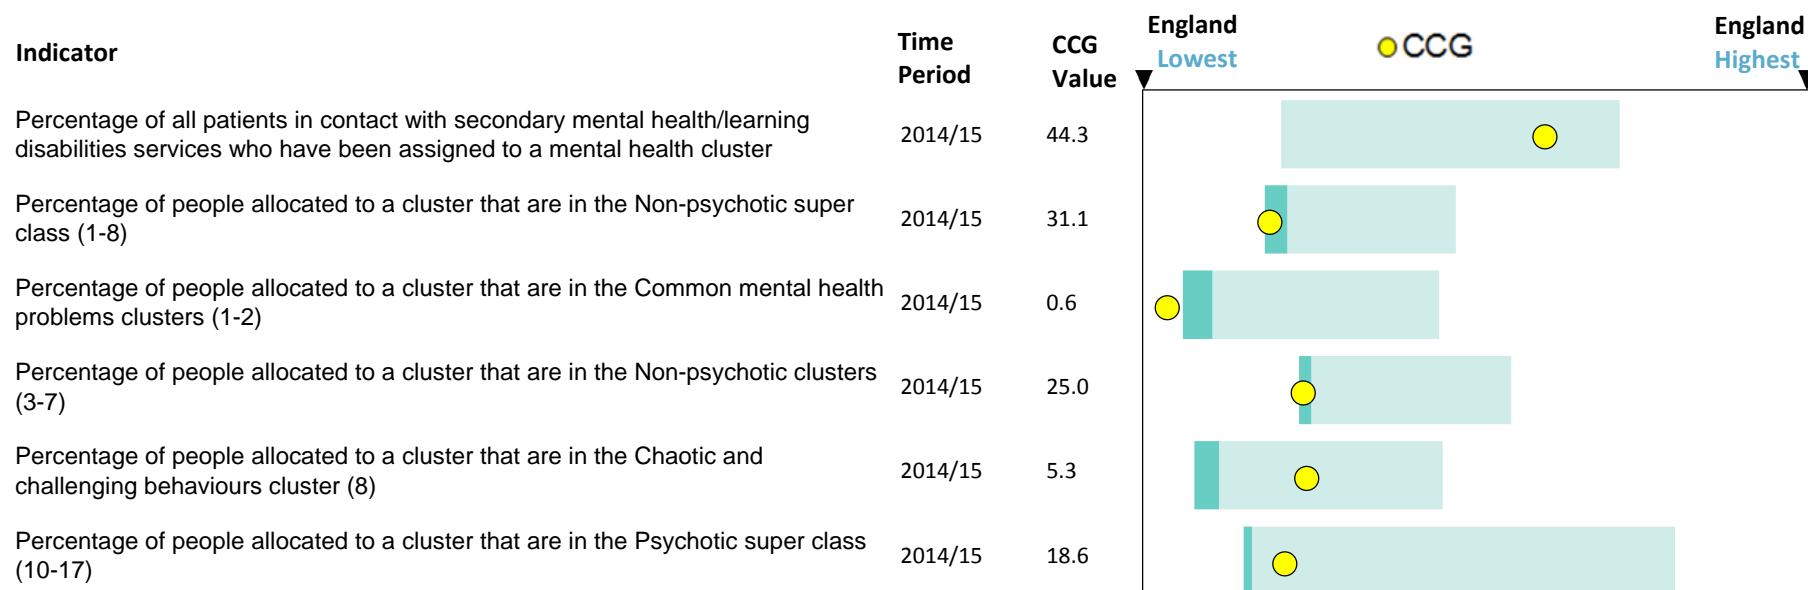 Indicator
Time
Period
CCG
Value
England
Lowest
CCG
England
Highest
Percentage of all patients in contact with secondary mental health/learning
disabilities services who have been assigned to a mental health cluster
2014/15
44.3
Percentage of people allocated to a cluster that are in the Non-psychotic super
class (1-8)
2014/15
31.1
Percentage of people allocated to a cluster that are in the Common mental health
problems clusters (1-2)
2014/15
0.6
Percentage of people allocated to a cluster that are in the Non-psychotic clusters
(3-7)
2014/15
25.0
Percentage of people allocated to a cluster that are in the Chaotic and
challenging behaviours cluster (8)
2014/15
5.3
Percentage of people allocated to a cluster that are in the Psychotic super class
(10-17)
2014/15
18.6